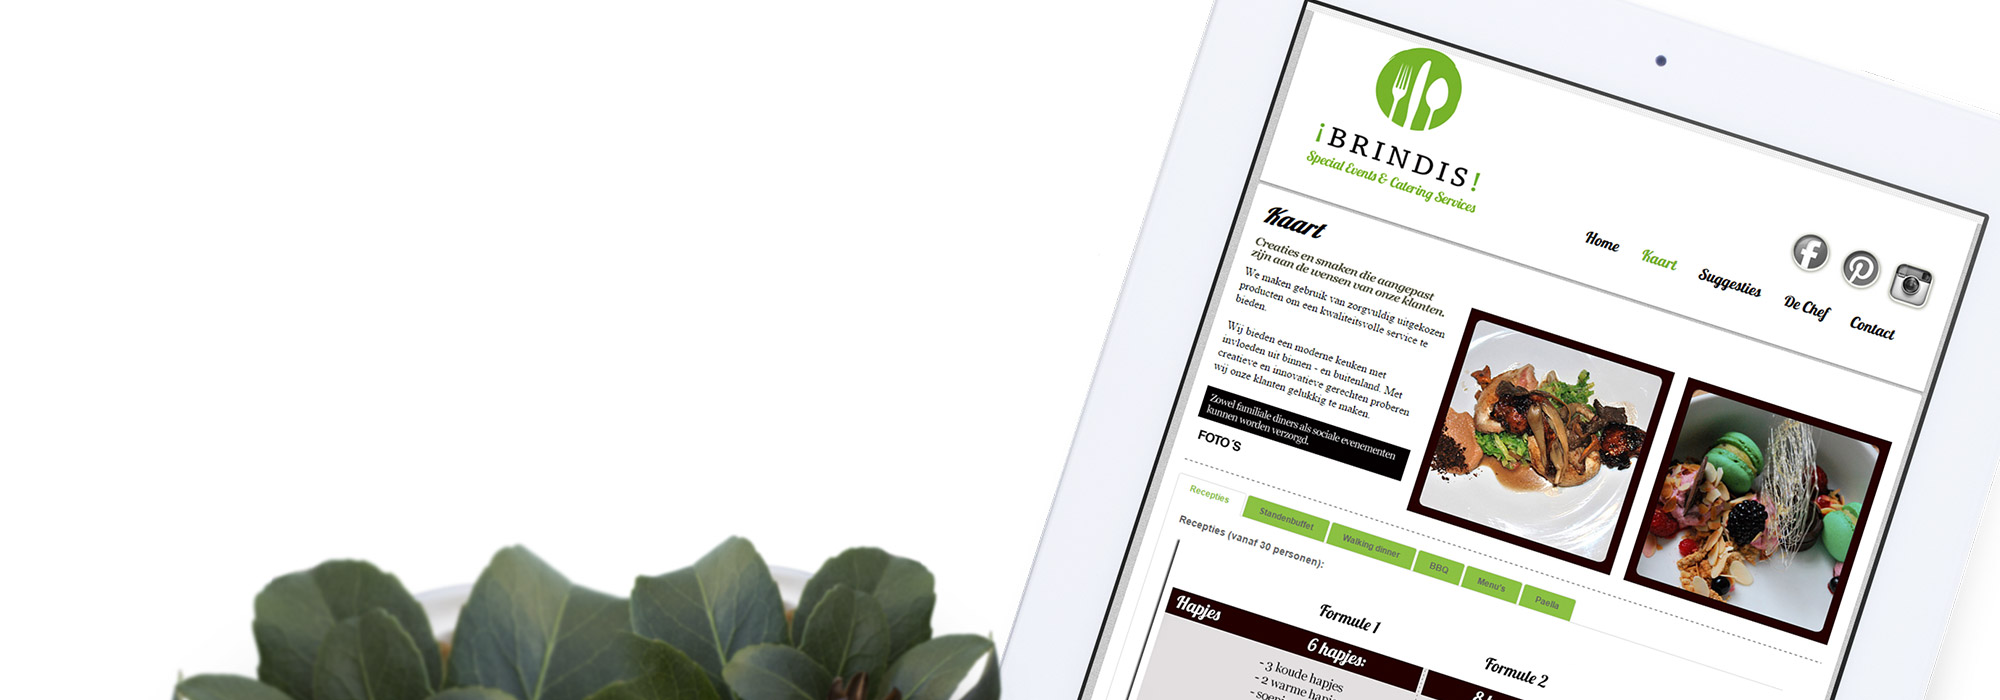 ¡BRINDIS!
Special Events & Catering Services
Home
Kaart
Suggesties
De Chef
Contact
Kaart
Creaties en smaken die aangepast
zijn aan de wensen van onze klanten.
We maken gebruik van zorgvuldig uitgekozen
producten om een kwaliteitsvolle service te
bieden.
Wij bieden een moderne keuken met
invloeden uit binnen - en buitenland. Met
creatieve en innovatieve gerechten proberen
wij onze klanten gelukkig te maken.
Zowel familiale diners als sociale evenementen
kunnen worden verzorgd.
FOTO´S
Recepties
Standenbuffet
Walking dinner
BBQ
Menu's
Paella
Recepties (vanaf 30 personen):
Formule 1
Formule 2
Hapjes
6 hapjes:
- 3 koude hapjes
- 2 warme